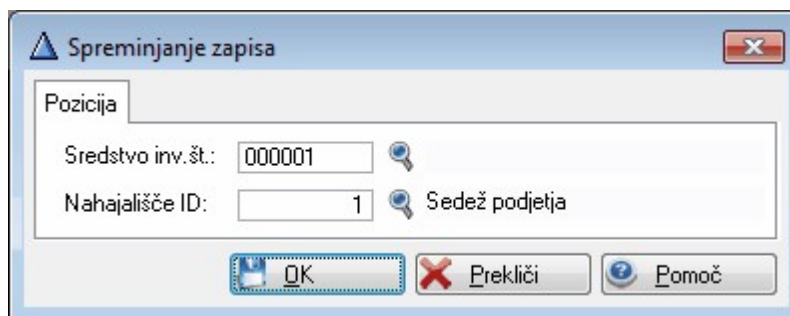 Spreminjanje zapisa
Pozicija
Sredstvo inv.št.: 000001
Nahajališče ID: 1 Sedež podjetja
OK Prekliči Pomoč